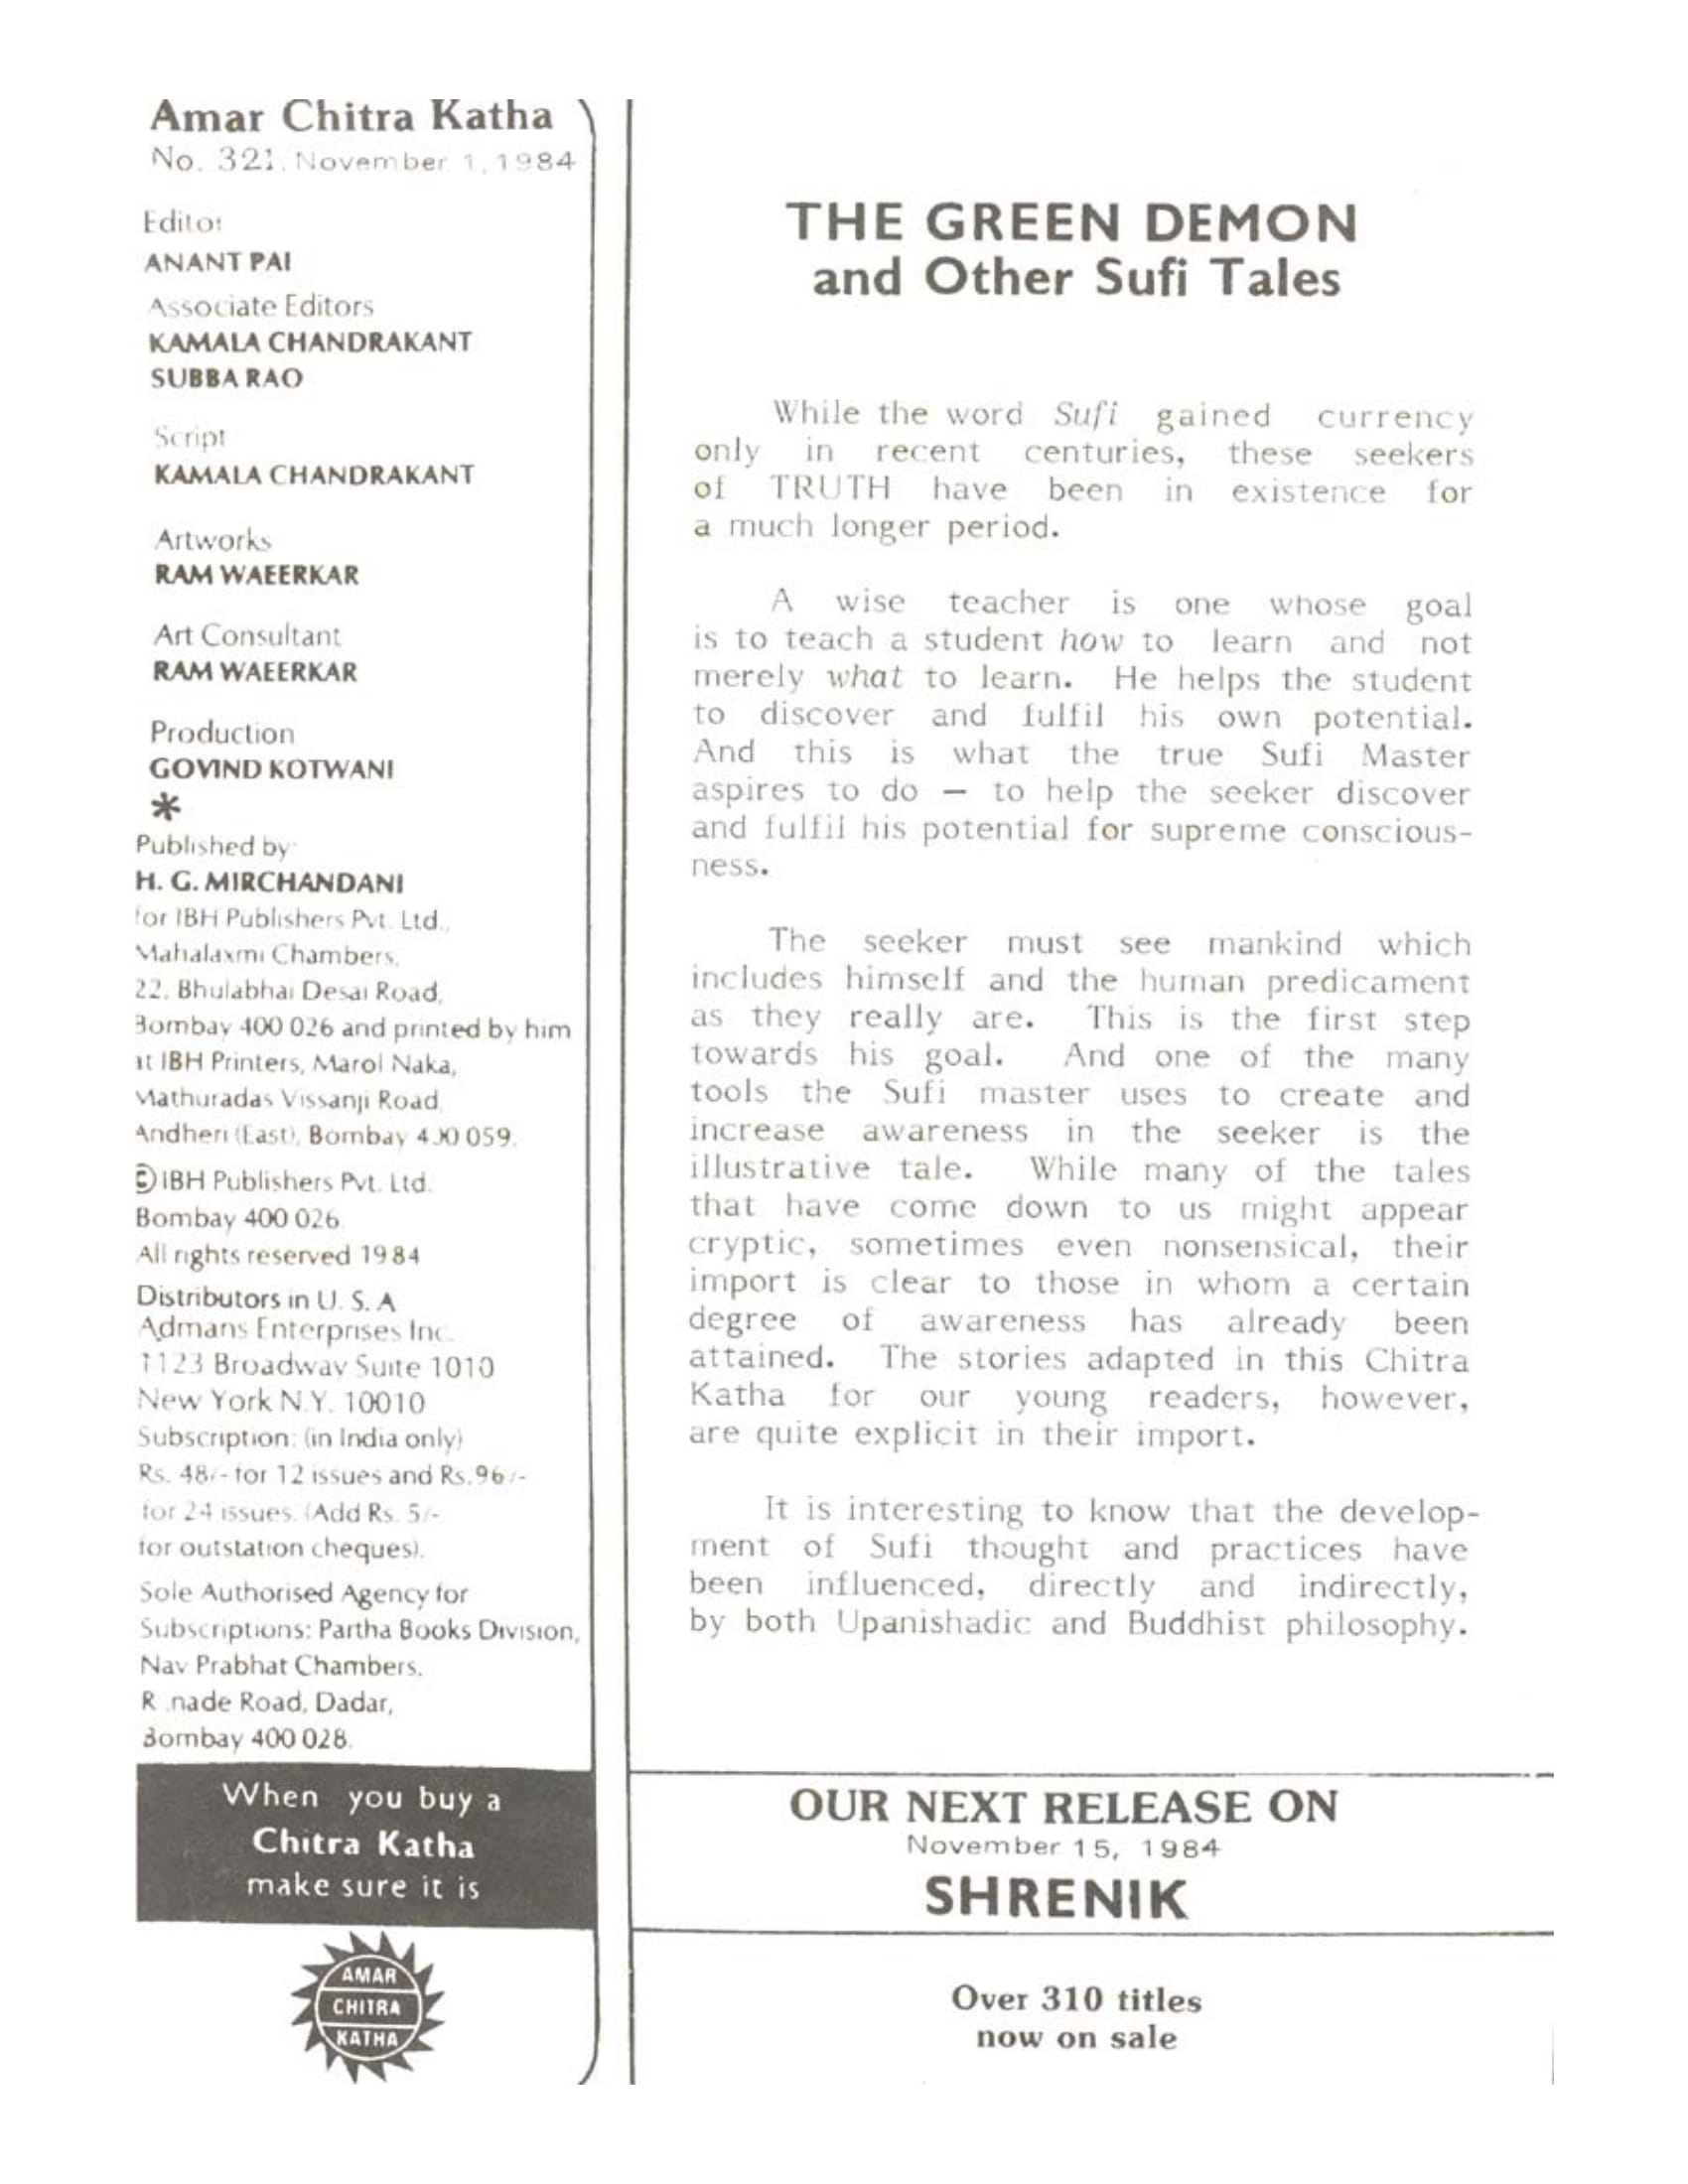 Amar Chitra Katha
No. 321, November 1, 1984
Editor
ANANT PAI
Associate Editors
KAMALA CHANDRAKANT
SUBBA RAO
Script
KAMALA CHANDRAKANT
Artworks
RAM WAEERKAR
Art Consultant
RAM WAEERKAR
Production
GOVIND KOTWANI
*
Published by
H. G. MIRCHANDANI
for IBH Publishers Pvt. Ltd.,
Mahalaxmi Chambers,
22, Bhulabhai Desai Road,
Bombay 400 026 and printed by him
at IBH Printers, Marol Naka,
Mathuradas Vissanji Road,
Andheri (East), Bombay 400 059.
© IBH Publishers Pvt. Ltd.
Bombay 400 026.
All rights reserved 1984
Distributors in U. S. A
Admans Enterprises Inc.
1123 Broadway Suite 1010
New York N.Y. 10010
Subscription: (in India only)
Rs. 48/- for 12 issues and Rs.96/-
for 24 issues. (Add Rs. 5/-
for outstation cheques).
Sole Authorised Agency for
Subscriptions: Partha Books Division,
Nav Prabhat Chambers,
R nade Road, Dadar,
Bombay 400 028.
When you buy a
Chitra Katha
make sure it is
AMAR
CHITRA
KATHA
THE GREEN DEMON
and Other Sufi Tales
While the word Sufi gained currency
only in recent centuries, these seekers
of TRUTH have been in existence for
a much longer period.
A wise teacher is one whose goal
is to teach a student how to learn and not
merely what to learn. He helps the student
to discover and fulfil his own potential.
And this is what the true Sufi Master
aspires to do – to help the seeker discover
and fulfil his potential for supreme conscious-
ness.
The seeker must see mankind which
includes himself and the human predicament
as they really are. This is the first step
towards his goal. And one of the many
tools the Sufi master uses to create and
increase awareness in the seeker is the
illustrative tale. While many of the tales
that have come down to us might appear
cryptic, sometimes even nonsensical, their
import is clear to those in whom a certain
degree of awareness has already been
attained. The stories adapted in this Chitra
Katha for our young readers, however,
are quite explicit in their import.
It is interesting to know that the develop-
ment of Sufi thought and practices have
been influenced, directly and indirectly,
by both Upanishadic and Buddhist philosophy.
OUR NEXT RELEASE ON
November 15, 1984
SHRENIK
Over 310 titles
now on sale